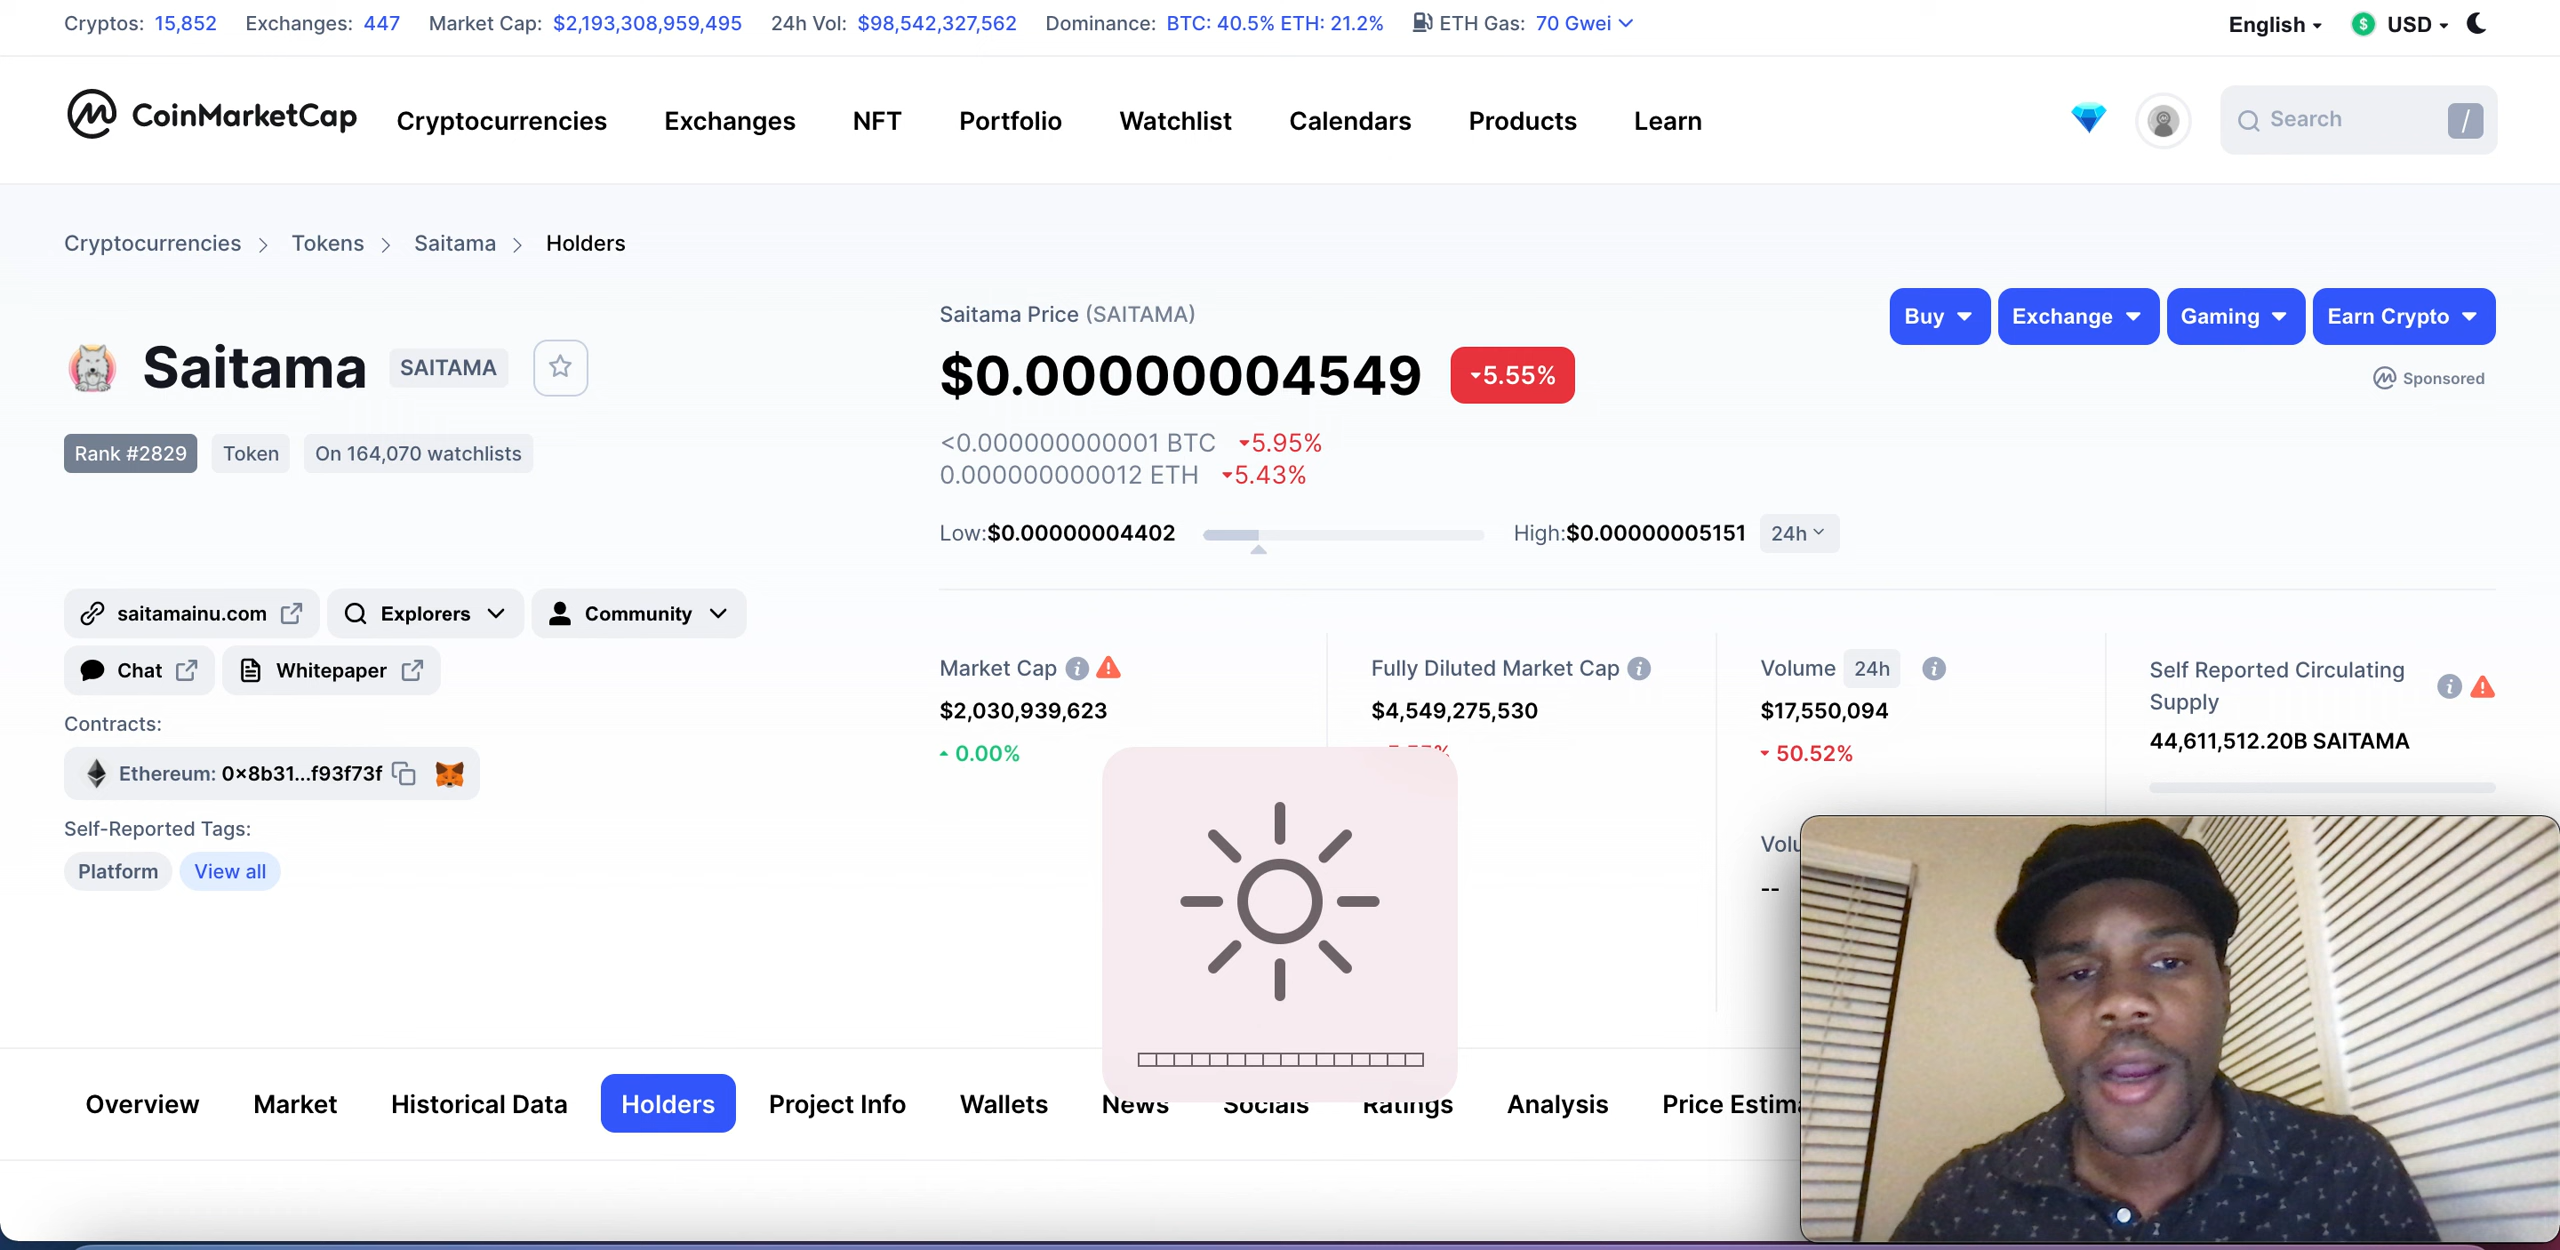 Cryptos: 15,852 Exchanges: 447 Market Cap: $2,193,308,959,495 24h Vol: $98,542,327,562 Dominance: BTC: 40.5% ETH: 21.2% ETH Gas: 70 Gwei English $ USD
CoinMarketCap Cryptocurrencies Exchanges NFT Portfolio Watchlist Calendars Products Learn Search /
Cryptocurrencies > Tokens > Saitama > Holders
Saitama SAITAMA
Rank #2829 Token On 164,070 watchlists
saitamainu.com Explorers Community
Chat Whitepaper
Contracts:
Ethereum: 0x8b31...f93f73f
Self-Reported Tags:
Platform View all
Saitama Price (SAITAMA)
$0.00000004549 5.55%
<0.000000000001 BTC 5.95%
0.000000000012 ETH 5.43%
Low:$0.00000004402 High:$0.00000005151 24h
Buy Exchange Gaming Earn Crypto
Sponsored
Market Cap
$2,030,939,623
0.00%
Fully Diluted Market Cap
$4,549,275,530
Volume 24h
$17,550,094
50.52%
--
Self Reported Circulating
Supply
44,611,512.20B SAITAMA
Overview Market Historical Data Holders Project Info Wallets News Socials Ratings Analysis Price